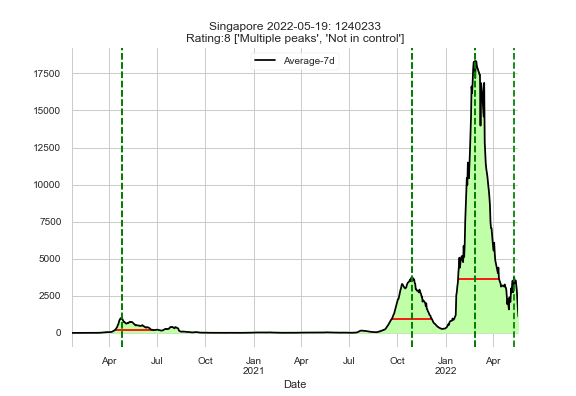 Singapore 2022-05-19: 1240233
Rating:8 ['Multiple peaks', 'Not in control']
Average-7d
17500
15000
12500
10000
7500
5000
2500
0
Apr Jul Oct Jan Apr Jul Oct Jan Apr
2021 2022
Date